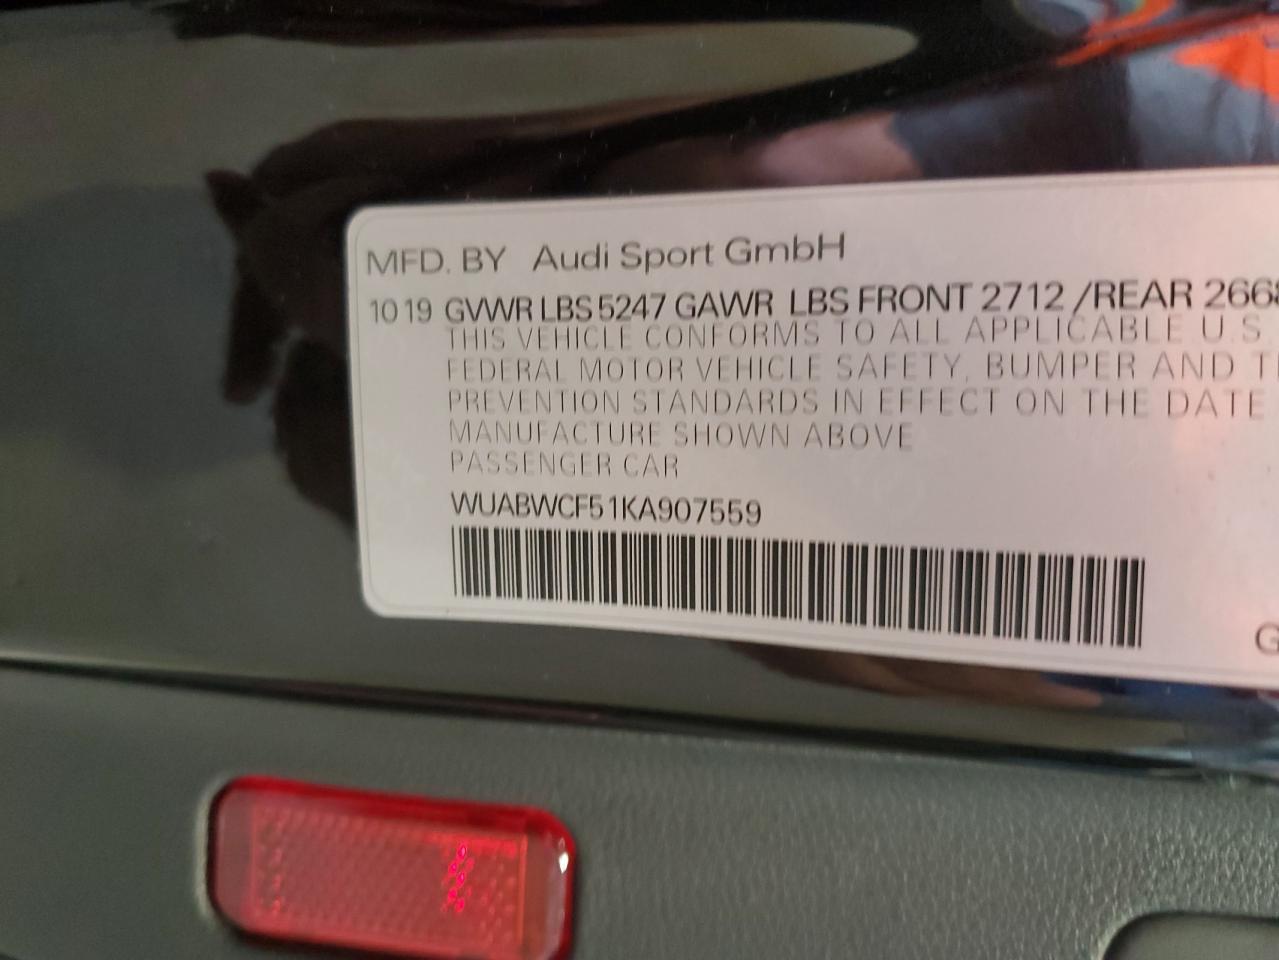 MFD. BY Audi Sport GmbH
10 19 GVWR LBS 5247 GAWR LBS FRONT 2712 /REAR
THIS VEHICLE CONFORMS TO ALL APPLICABLE U.S.
FEDERAL MOTOR VEHICLE SAFETY, BUMPER AND
PREVENTION STANDARDS IN EFFECT ON THE DATE
MANUFACTURE SHOWN ABOVE
PASSENGER CAR
WUABWCF51KA907559
G